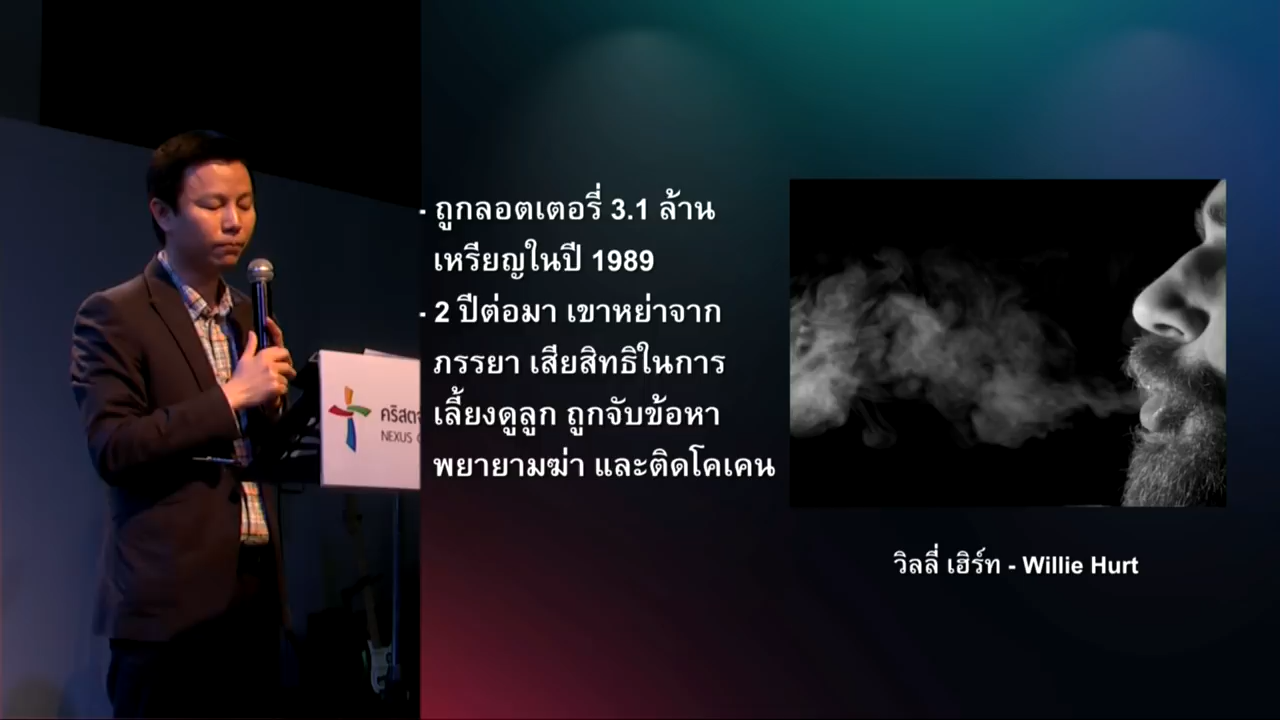 - ถูกลอตเตอรี่ 3.1 ล้าน
เหรียญในปี 1989
- 2 ปีต่อมา เขาหย่าจาก
ภรรยา เสียสิทธิในการ
เลี้ยงดูลูก ถูกจับข้อหา
พยายามฆ่า และติดโคเคน
วิลลี่ เฮิร์ท - Willie Hurt
NEXUS